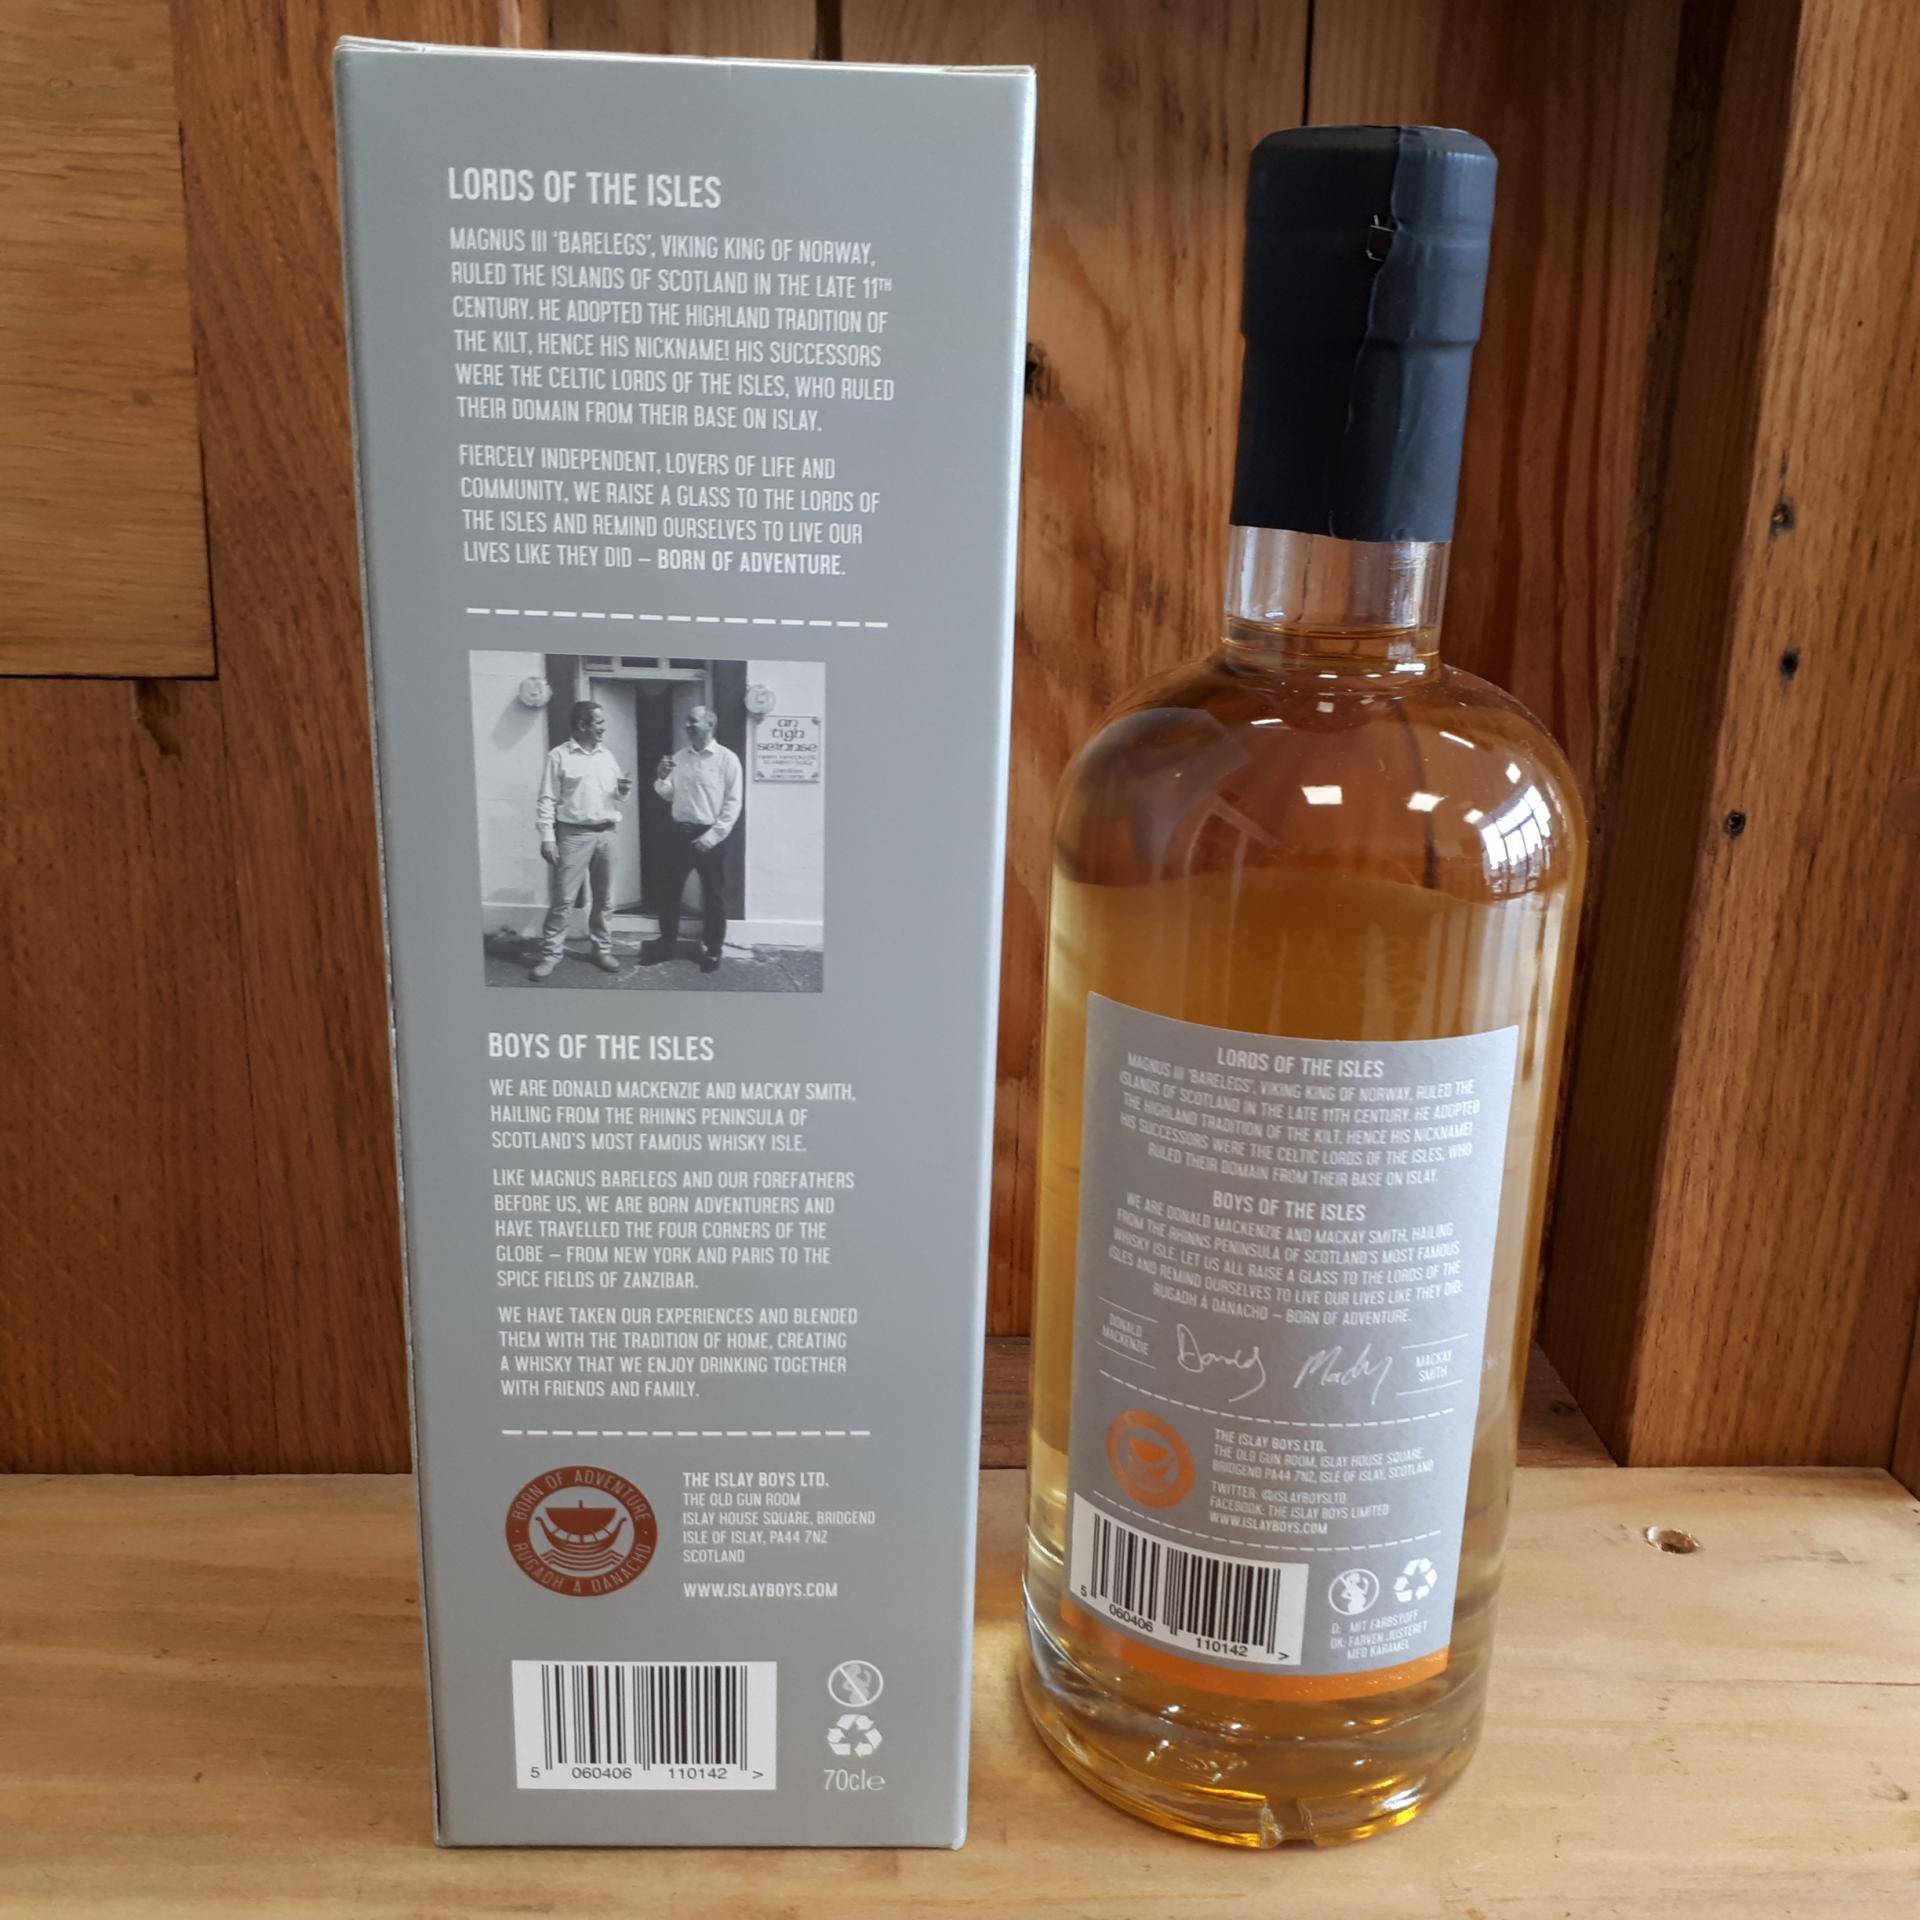 LORDS OF THE ISLES
MAGNUS III 'BARELEGS', VIKING KING OF NORWAY,
RULED THE ISLANDS OF SCOTLAND IN THE LATE 11TH
CENTURY. HE ADOPTED THE HIGHLAND TRADITION OF
THE KILT, HENCE HIS NICKNAME! HIS SUCCESSORS
WERE THE CELTIC LORDS OF THE ISLES, WHO RULED
THEIR DOMAIN FROM THEIR BASE ON ISLAY.
FIERCELY INDEPENDENT, LOVERS OF LIFE AND
COMMUNITY, WE RAISE A GLASS TO THE LORDS OF
THE ISLES AND REMIND OURSELVES TO LIVE OUR
LIVES LIKE THEY DID – BORN OF ADVENTURE.
an
tigh
seinnse
BOYS OF THE ISLES
WE ARE DONALD MACKENZIE AND MACKAY SMITH,
HAILING FROM THE RHINNS PENINSULA OF
SCOTLAND'S MOST FAMOUS WHISKY ISLE.
LIKE MAGNUS BARELEGS AND OUR FOREFATHERS
BEFORE US, WE ARE BORN ADVENTURERS AND
HAVE TRAVELLED THE FOUR CORNERS OF THE
GLOBE – FROM NEW YORK AND PARIS TO THE
SPICE FIELDS OF ZANZIBAR.
WE HAVE TAKEN OUR EXPERIENCES AND BLENDED
THEM WITH THE TRADITION OF HOME, CREATING
A WHISKY THAT WE ENJOY DRINKING TOGETHER
WITH FRIENDS AND FAMILY.
BORN OF ADVENTURE
RUGADH À DÀNACHD
THE ISLAY BOYS LTD.
THE OLD GUN ROOM
ISLAY HOUSE SQUARE, BRIDGEND
ISLE OF ISLAY, PA44 7NZ
SCOTLAND
WWW.ISLAYBOYS.COM
5 060406 110142 >
70cl e
LORDS OF THE ISLES
MAGNUS III 'BARELEGS', VIKING KING OF NORWAY, RULED THE
ISLANDS OF SCOTLAND IN THE LATE 11TH CENTURY. HE ADOPTED
THE HIGHLAND TRADITION OF THE KILT, HENCE HIS NICKNAME!
HIS SUCCESSORS WERE THE CELTIC LORDS OF THE ISLES, WHO
RULED THEIR DOMAIN FROM THEIR BASE ON ISLAY.
BOYS OF THE ISLES
WE ARE DONALD MACKENZIE AND MACKAY SMITH, HAILING
FROM THE RHINNS PENINSULA OF SCOTLAND'S MOST FAMOUS
WHISKY ISLE. LET US ALL RAISE A GLASS TO THE LORDS OF THE
ISLES AND REMIND OURSELVES TO LIVE OUR LIVES LIKE THEY DID:
RUGADH À DÀNACHD – BORN OF ADVENTURE.
DONALD
MACKENZIE
Donald
Macky
MACKAY
SMITH
THE ISLAY BOYS LTD.
THE OLD GUN ROOM, ISLAY HOUSE SQUARE,
BRIDGEND PA44 7NZ, ISLE OF ISLAY, SCOTLAND
TWITTER: @ISLAYBOYSLTD
FACEBOOK: THE ISLAY BOYS LIMITED
WWW.ISLAYBOYS.COM
5 060406 110142 >
D: MIT FARBSTOFF
DK: FARVEN JUSTERET
MED KARAMEL